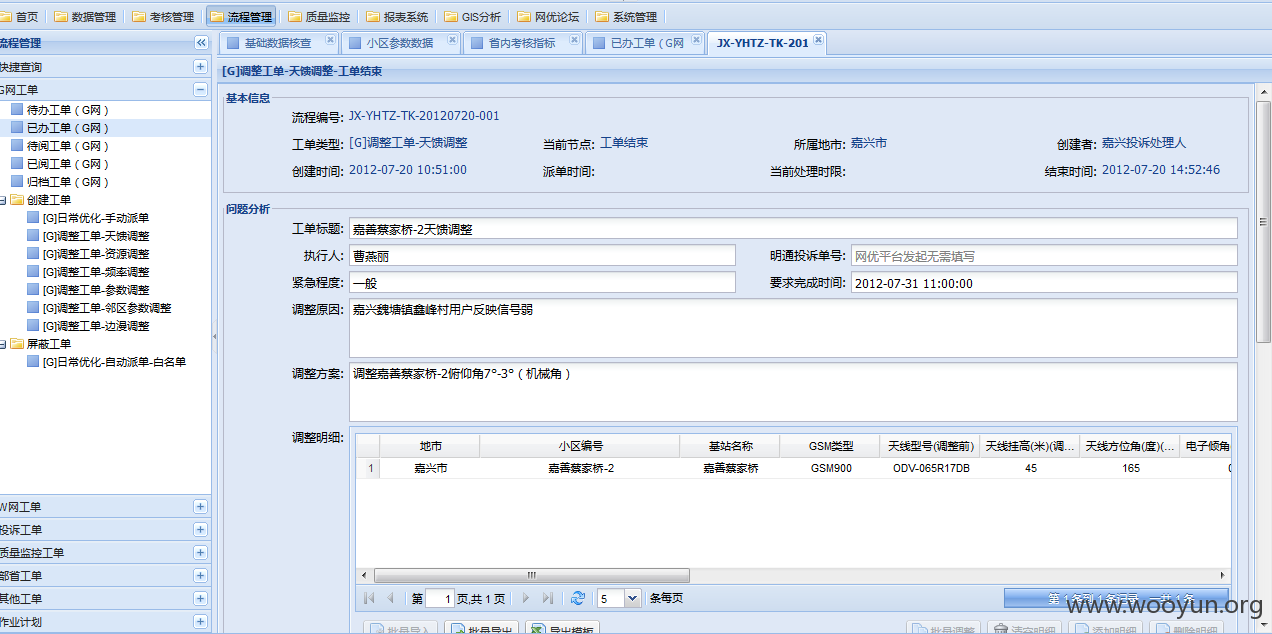 首页 数据管理 考核管理 流程管理 质量监控 报表系统 GIS分析 网优论坛 系统管理
流程管理
基础数据核查 小区参数数据 省内考核指标 已办工单（G网 JX-YHTZ-TK-201
快捷查询
G网工单
待办工单（G网）
已办工单（G网）
待阅工单（G网）
已阅工单（G网）
归档工单（G网）
创建工单
[G]日常优化-手动派单
[G]调整工单-天馈调整
[G]调整工单-资源调整
[G]调整工单-频率调整
[G]调整工单-参数调整
[G]调整工单-邻区参数调整
[G]调整工单-边漫调整
屏蔽工单
[G]日常优化-自动派单-白名单
W网工单
投诉工单
质量监控工单
部省工单
其他工单
作业计划
[G]调整工单-天馈调整-工单结束
基本信息
流程编号: JX-YHTZ-TK-20120720-001
工单类型: [G]调整工单-天馈调整 当前节点: 工单结束 所属地市: 嘉兴市 创建者: 嘉兴投诉处理人
创建时间: 2012-07-20 10:51:00 派单时间: 当前处理时限: 结束时间: 2012-07-20 14:52:46
问题分析
工单标题: 嘉善蔡家桥-2天馈调整
执行人: 曹燕丽 明通投诉单号: 网优平台发起无需填写
紧急程度: 一般 要求完成时间: 2012-07-31 11:00:00
调整原因: 嘉兴魏塘镇鑫峰村用户反映信号弱
调整方案: 调整嘉善蔡家桥-2俯仰角7°-3°（机械角）
调整明细:
地市 小区编号 基站名称 GSM类型 天线型号(调整前) 天线挂高(米)(调... 天线方位角(度)(... 电子倾角
1 嘉兴市 嘉善蔡家桥-2 嘉善蔡家桥 GSM900 ODV-065R17DB 45 165 0
第 1 页,共 1 页 5 条每页 第 1 条到 1 条记录，一共 1 条
批量导入 批量导出 导出模板 批量调整 清空明细 添加明细 删除明细
www.wooyun.org